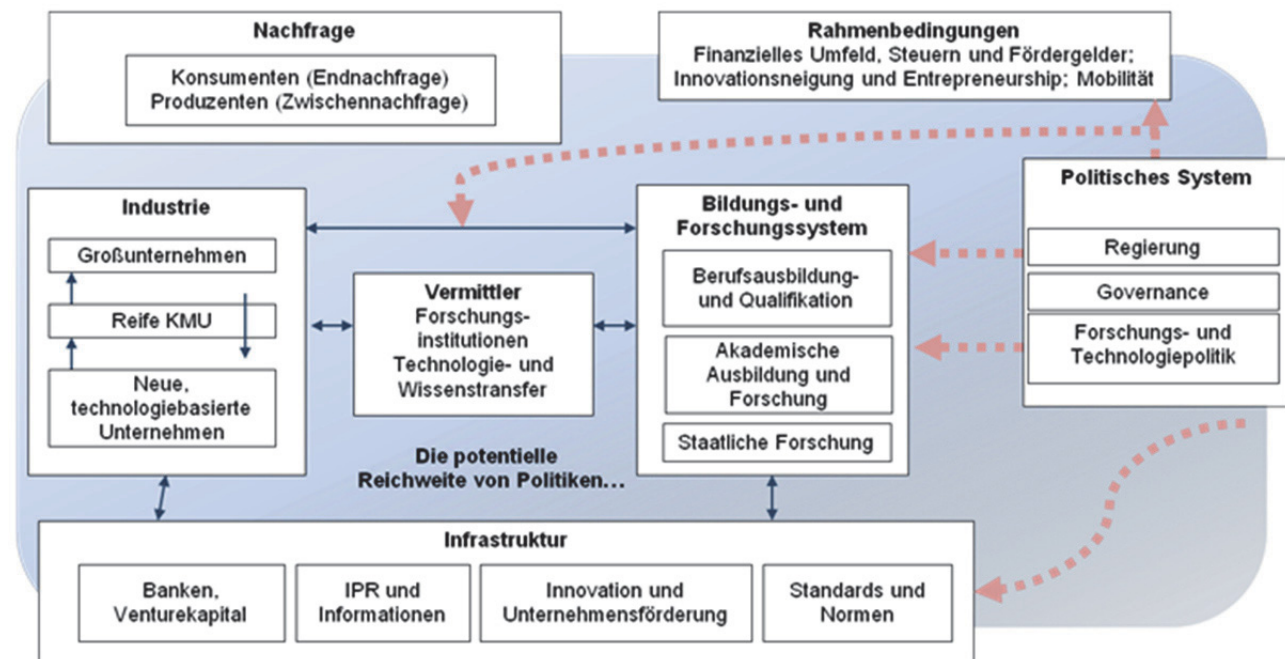 Nachfrage
Konsumenten (Endnachfrage)
Produzenten (Zwischennachfrage)
Rahmenbedingungen
Finanzielles Umfeld, Steuern und Fördergelder;
Innovationsneigung und Entrepreneurship; Mobilität
Industrie
Großunternehmen
Reife KMU
Neue,
technologiebasierte
Unternehmen
Vermittler
Forschungs-
institutionen
Technologie- und
Wissenstransfer
Bildungs- und
Forschungssystem
Berufsausbildung-
und Qualifikation
Akademische
Ausbildung und
Forschung
Staatliche Forschung
Politisches System
Regierung
Governance
Forschungs- und
Technologiepolitik
Die potentielle
Reichweite von Politiken...
Infrastruktur
Banken,
Venturekapital
IPR und
Informationen
Innovation und
Unternehmensförderung
Standards und
Normen